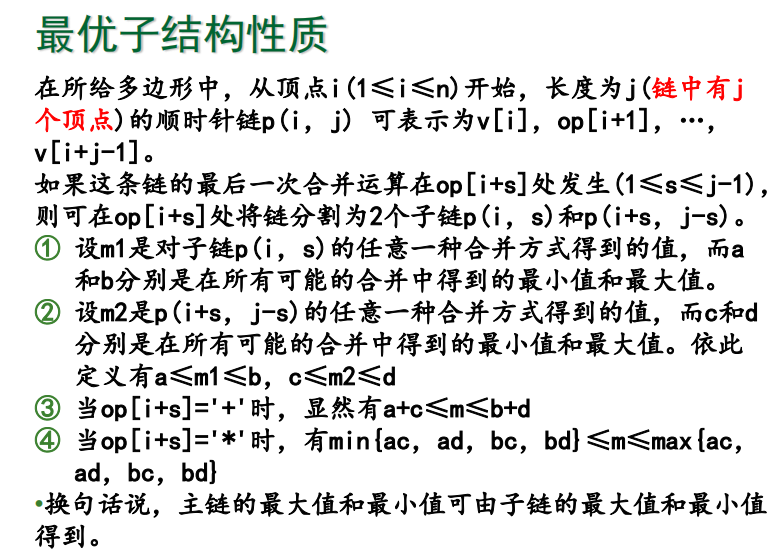 最优子结构性质
在所给多边形中，从顶点i(1≤i≤n)开始，长度为j(链中有j
个顶点)的顺时针链p(i, j) 可表示为v[i], op[i+1], …,
v[i+j-1]。
如果这条链的最后一次合并运算在op[i+s]处发生(1≤s≤j-1),
则可在op[i+s]处将链分割为2个子链p(i, s)和p(i+s, j-s)。
① 设m1是对子链p(i, s)的任意一种合并方式得到的值，而a
和b分别是在所有可能的合并中得到的最小值和最大值。
② 设m2是p(i+s, j-s)的任意一种合并方式得到的值，而c和d
分别是在所有可能的合并中得到的最小值和最大值。依此
定义有a≤m1≤b, c≤m2≤d
③ 当op[i+s]='+'时，显然有a+c≤m≤b+d
④ 当op[i+s]='*'时，有min{ac, ad, bc, bd}≤m≤max{ac,
ad, bc, bd}
•换句话说，主链的最大值和最小值可由子链的最大值和最小值
得到。